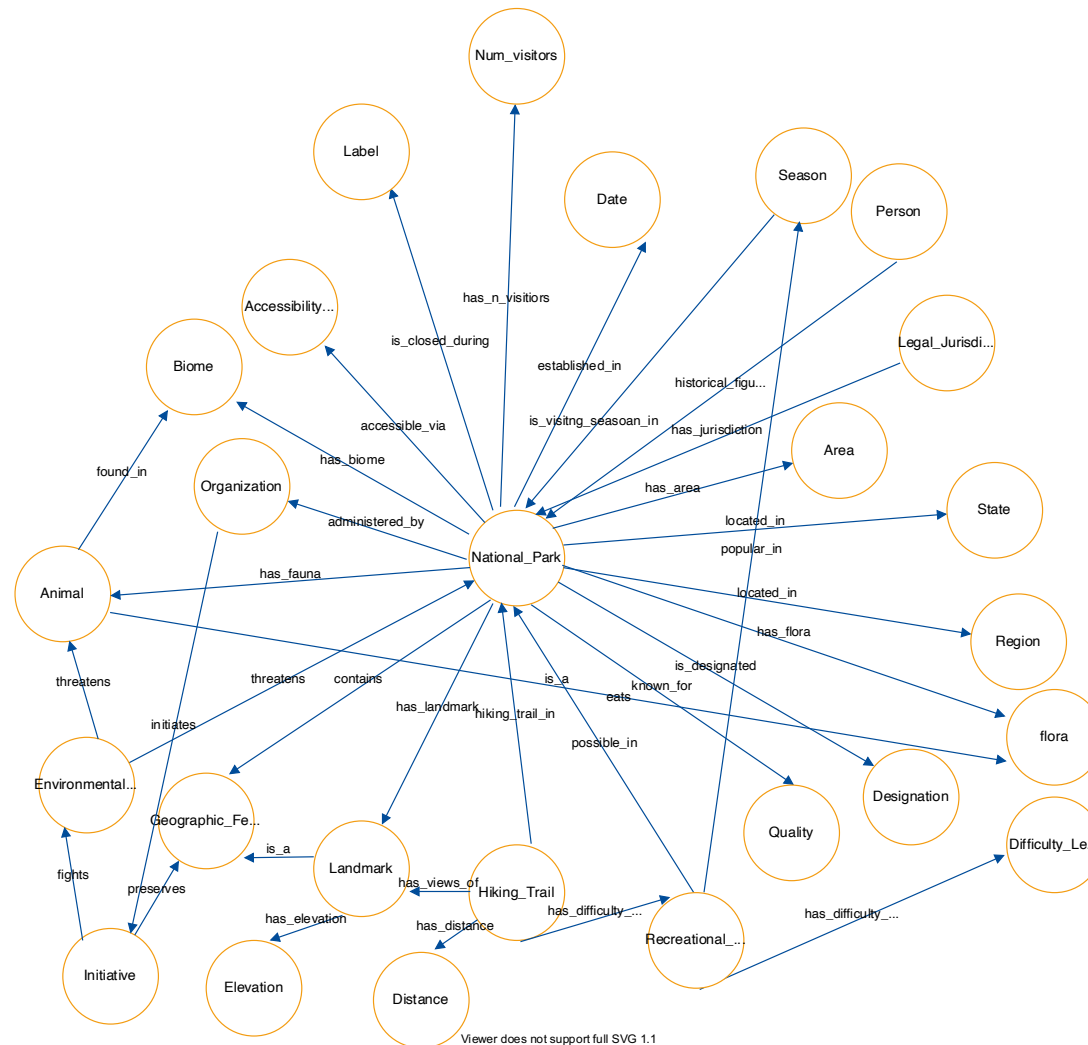 Num_visitors
Label
Season
Date
Person
Accessibility...
has_n_visitiors
Legal_Jurisdi...
is_closed_during
Biome
established_in
historical_figu...
is_visitng_seasoan_in
accessible_via
has_jurisdiction
Area
has_biome
found_in
Organization
has_area
State
administered_by
located_in
popular_in
National_Park
has_fauna
Animal
located_in
has_flora
Region
is_designated
threatens
threatens
contains
is_a
known_for
eats
has_landmark
hiking_trail_in
initiates
possible_in
flora
Environmental...
Designation
Geographic_Fe...
Quality
Difficulty_Le...
is_a
Landmark
fights
preserves
has_views_of
Hiking_Trail
has_difficulty_...
has_difficulty_...
has_elevation
has_distance
Recreational_...
Initiative
Elevation
Distance
Viewer does not support full SVG 1.1